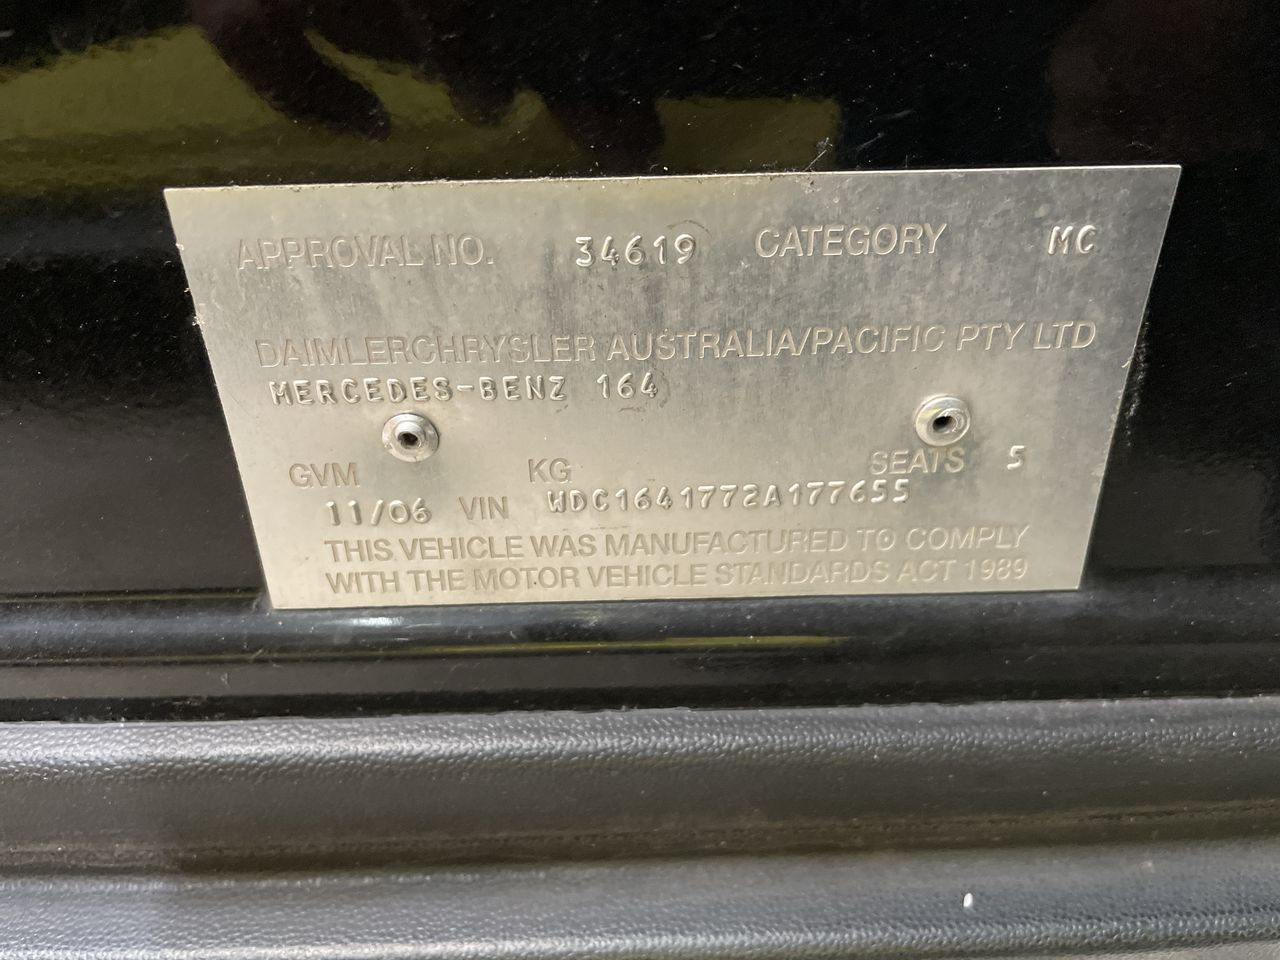 APPROVAL NO. 34619 CATEGORY MC
DAIMLERCHRYSLER AUSTRALIA/PACIFIC PTY LTD
MERCEDES-BENZ 164
GVM KG SEATS 5
11/06 VIN WDC1641772A177655
THIS VEHICLE WAS MANUFACTURED TO COMPLY
WITH THE MOTOR VEHICLE STANDARDS ACT 1989